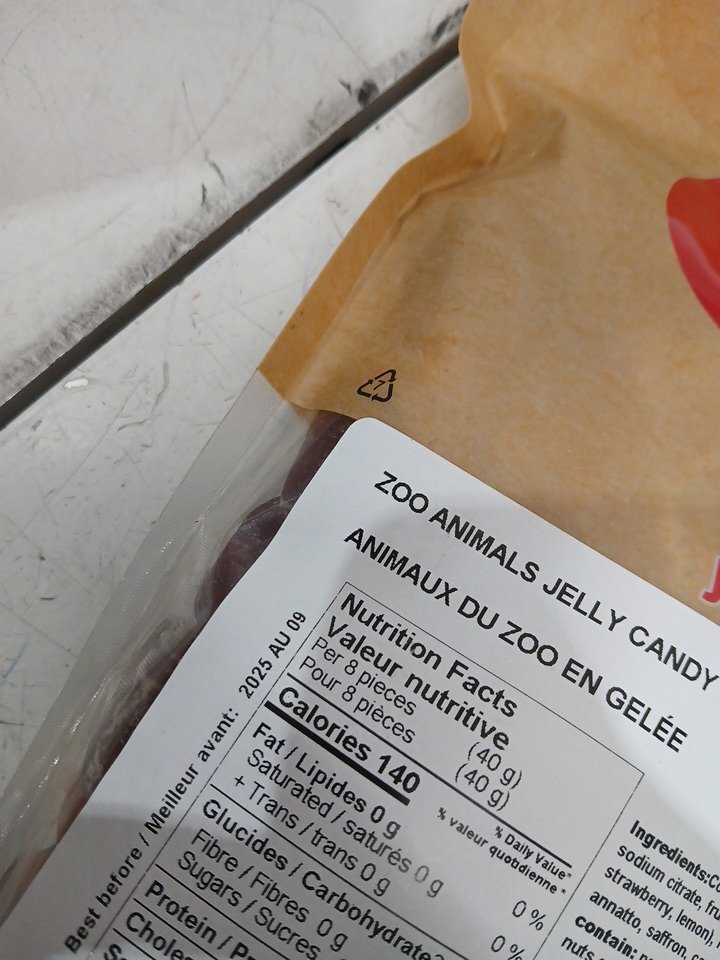 7
ZOO ANIMALS JELLY CANDY
ANIMAUX DU ZOO EN GELÉE
Nutrition Facts
Valeur nutritive
Per 8 pieces (40 g)
Pour 8 pièces (40 g)
Calories 140
% Daily Value*
% valeur quotidienne *
Fat / Lipides 0 g 0 %
Saturated / saturés 0 g
+ Trans / trans 0 g 0 %
Glucides / Carbohydrate
Fibre / Fibres 0 g
Sugars / Sucres
Protein /
Best before / Meilleur avant: 2025 AU 09
Ingredients:
sodium citrate,
strawberry, lemon),
annatto, saffron,
contain:
nuts